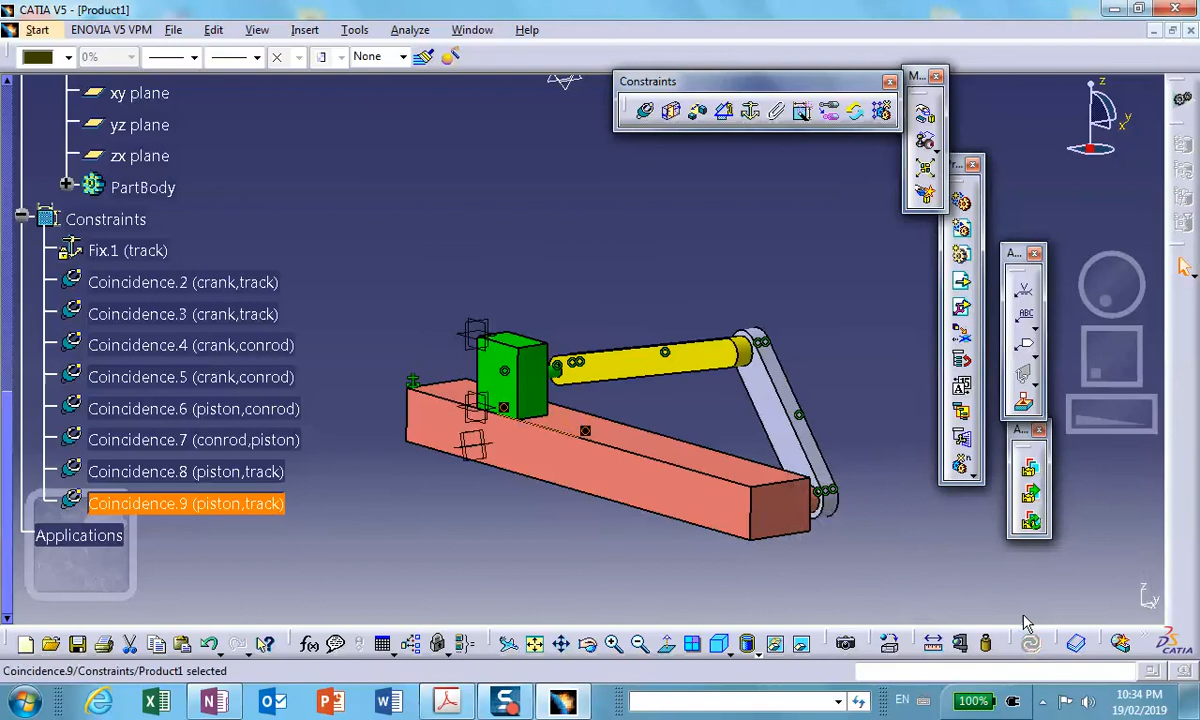 CATIA V5 - [Product1]
Start ENOVIA V5 VPM File Edit View Insert Tools Analyze Window Help
0% None
Constraints
M...
xy plane
yz plane
zx plane
PartBody
Constraints
Fix.1 (track)
Coincidence.2 (crank,track)
Coincidence.3 (crank,track)
Coincidence.4 (crank,conrod)
Coincidence.5 (crank,conrod)
Coincidence.6 (piston,conrod)
Coincidence.7 (conrod,piston)
Coincidence.8 (piston,track)
Coincidence.9 (piston,track)
Applications
z
x
y
A...
ABC
A...
z
y
f(x)
CATIA
Coincidence.9/Constraints/Product1 selected
EN
100%
10:34 PM
19/02/2019